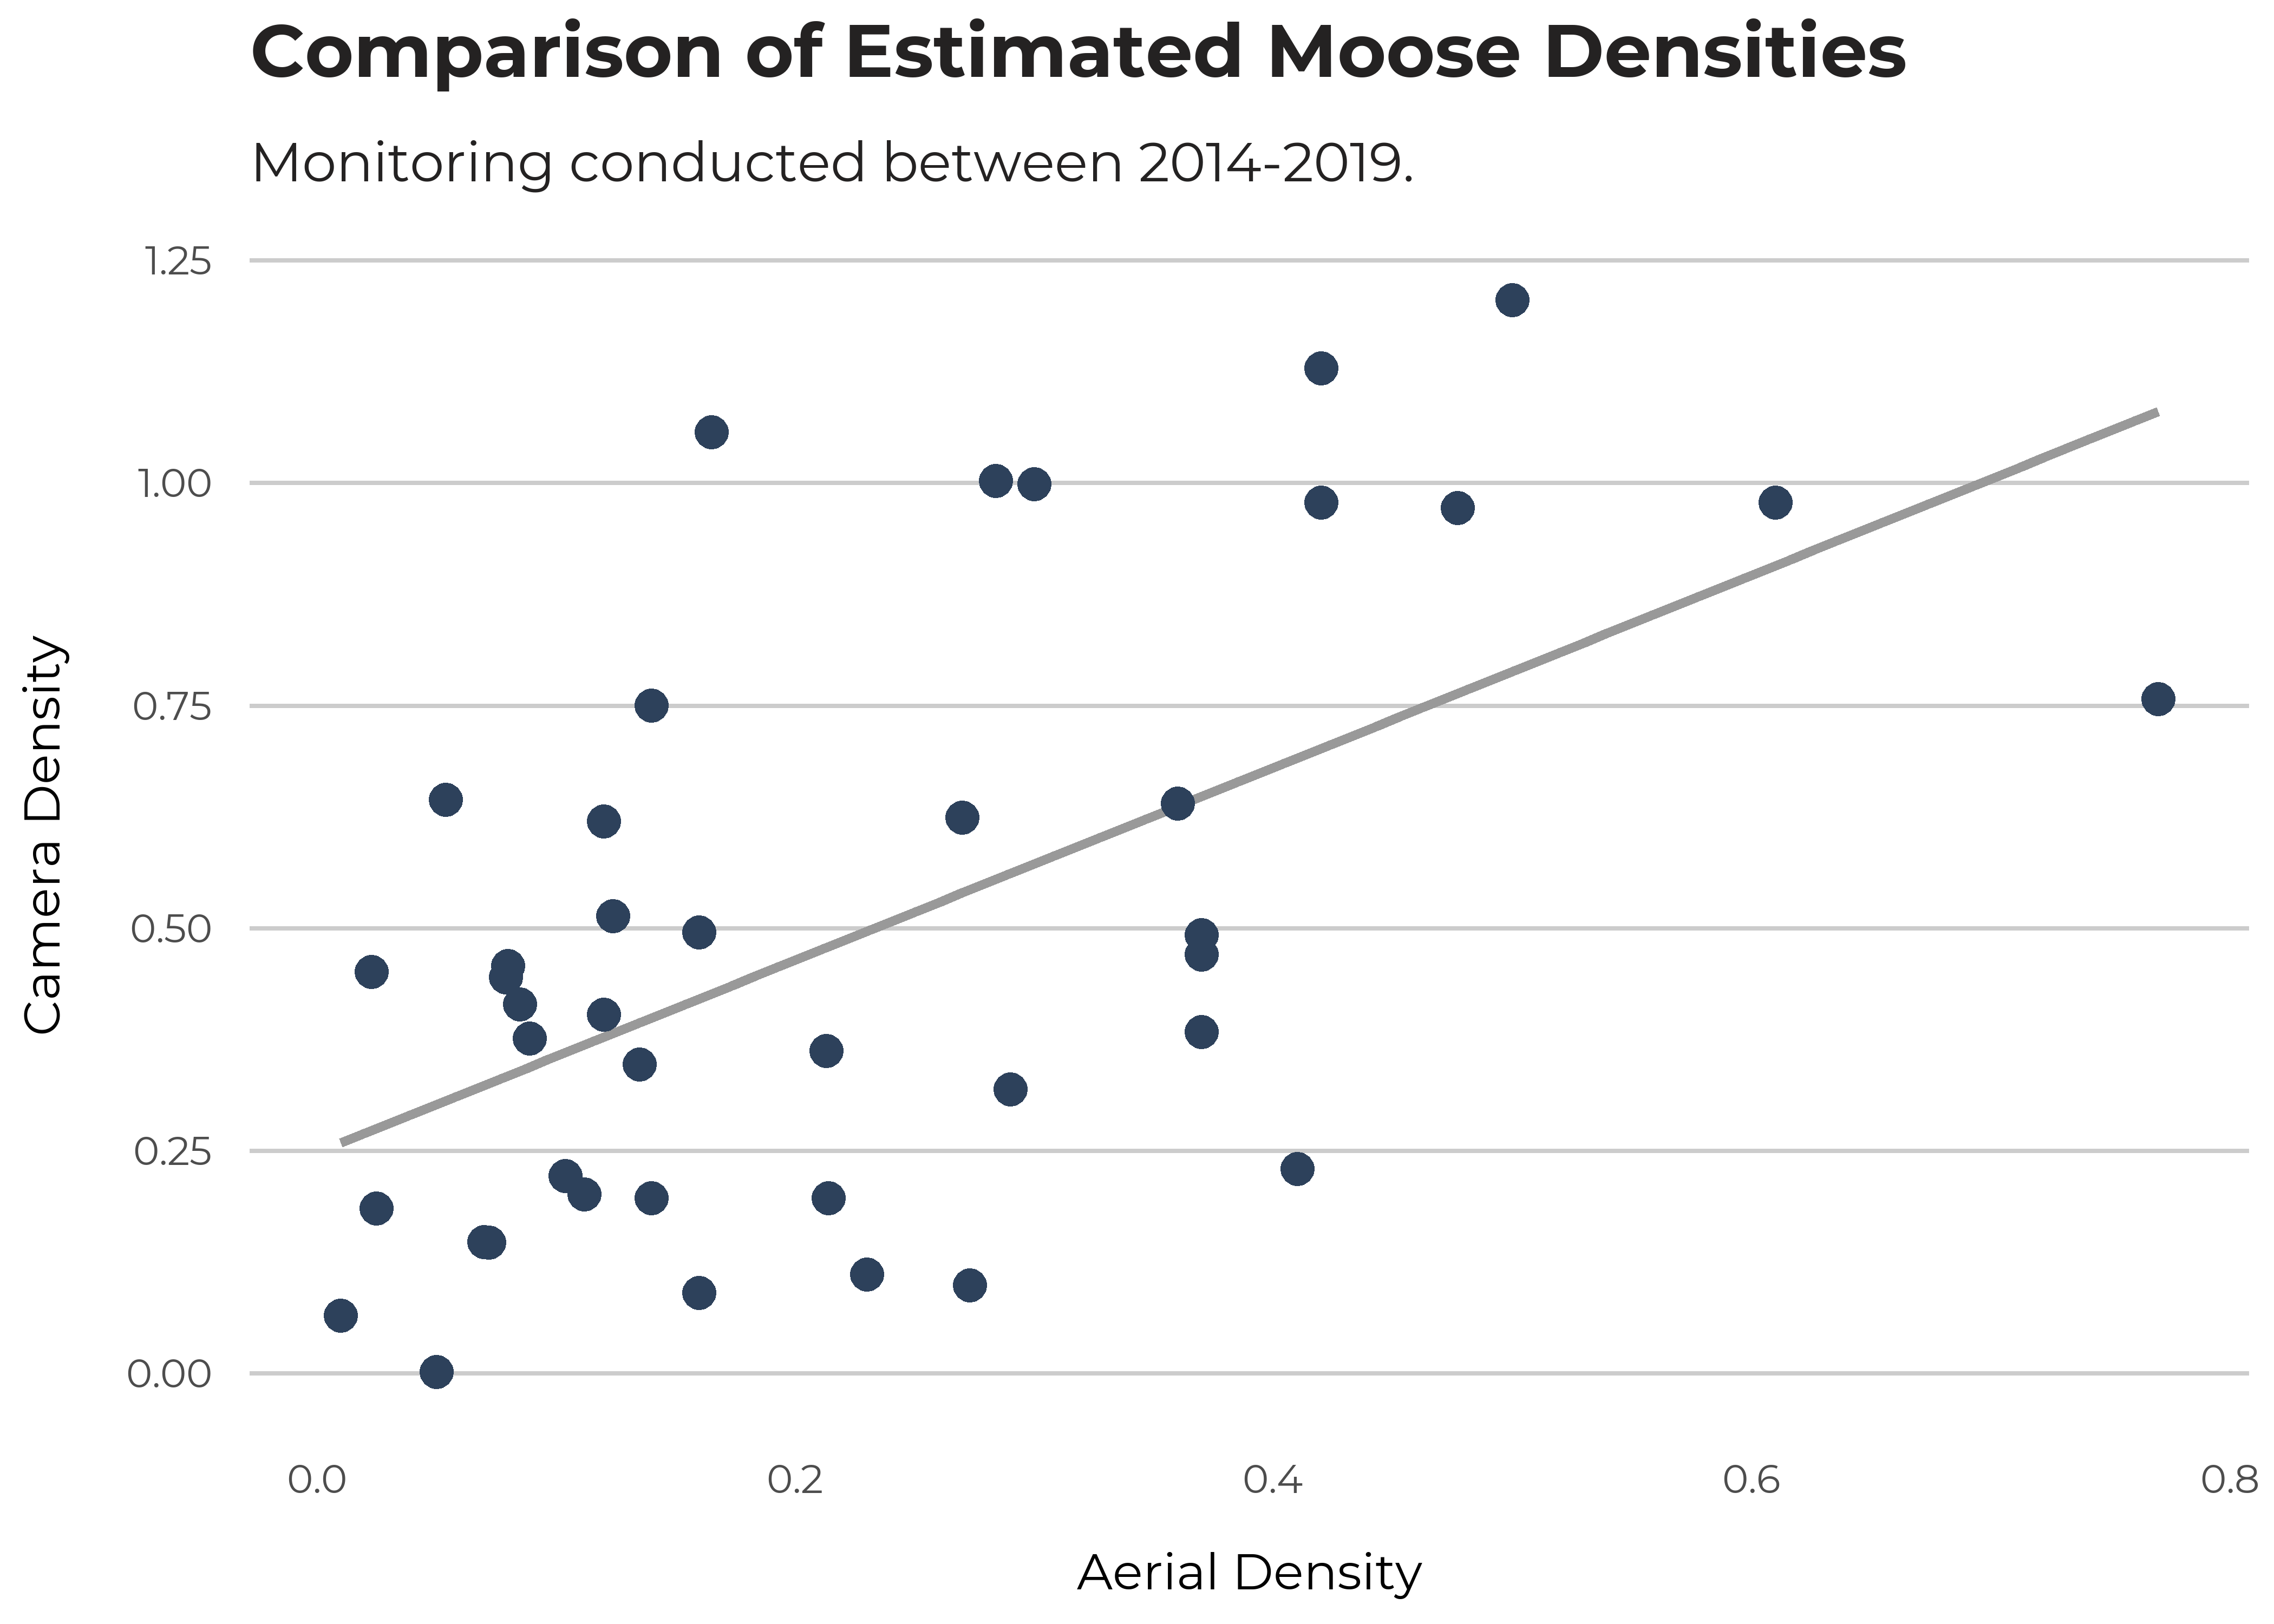 Comparison of Estimated Moose Densities
Monitoring conducted between 2014-2019.
1.25
1.00
0.75
0.50
0.25
0.00
Camera Density
0.0 0.2 0.4 0.6 0.8
Aerial Density